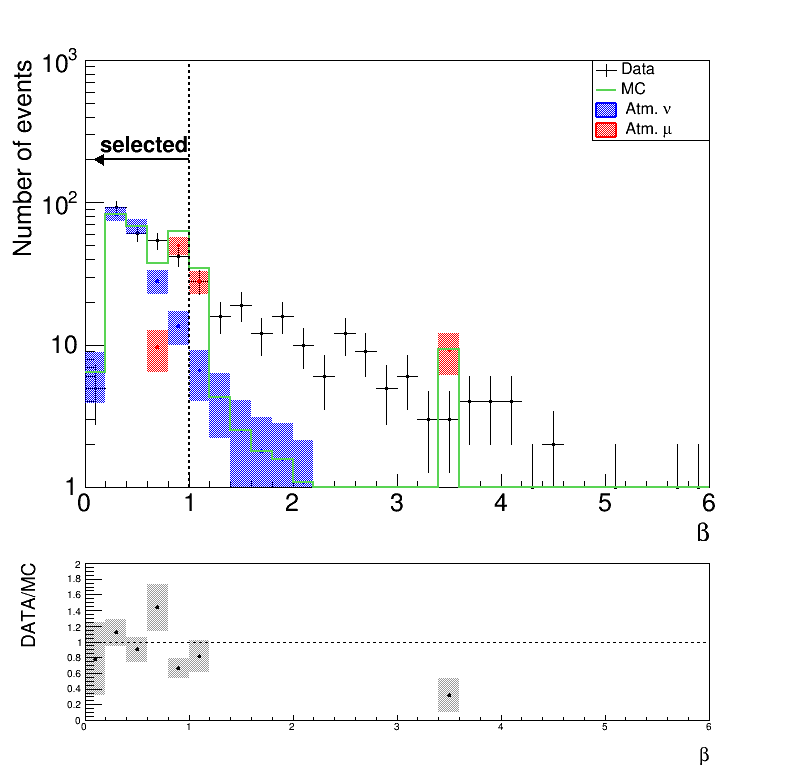 Number of events
10³
10²
10
1
selected
Data
MC
Atm. ν
Atm. μ
0 1 2 3 4 5 6
β
DATA/MC
2
1.8
1.6
1.4
1.2
1
0.8
0.6
0.4
0.2
0
0 1 2 3 4 5 6
β